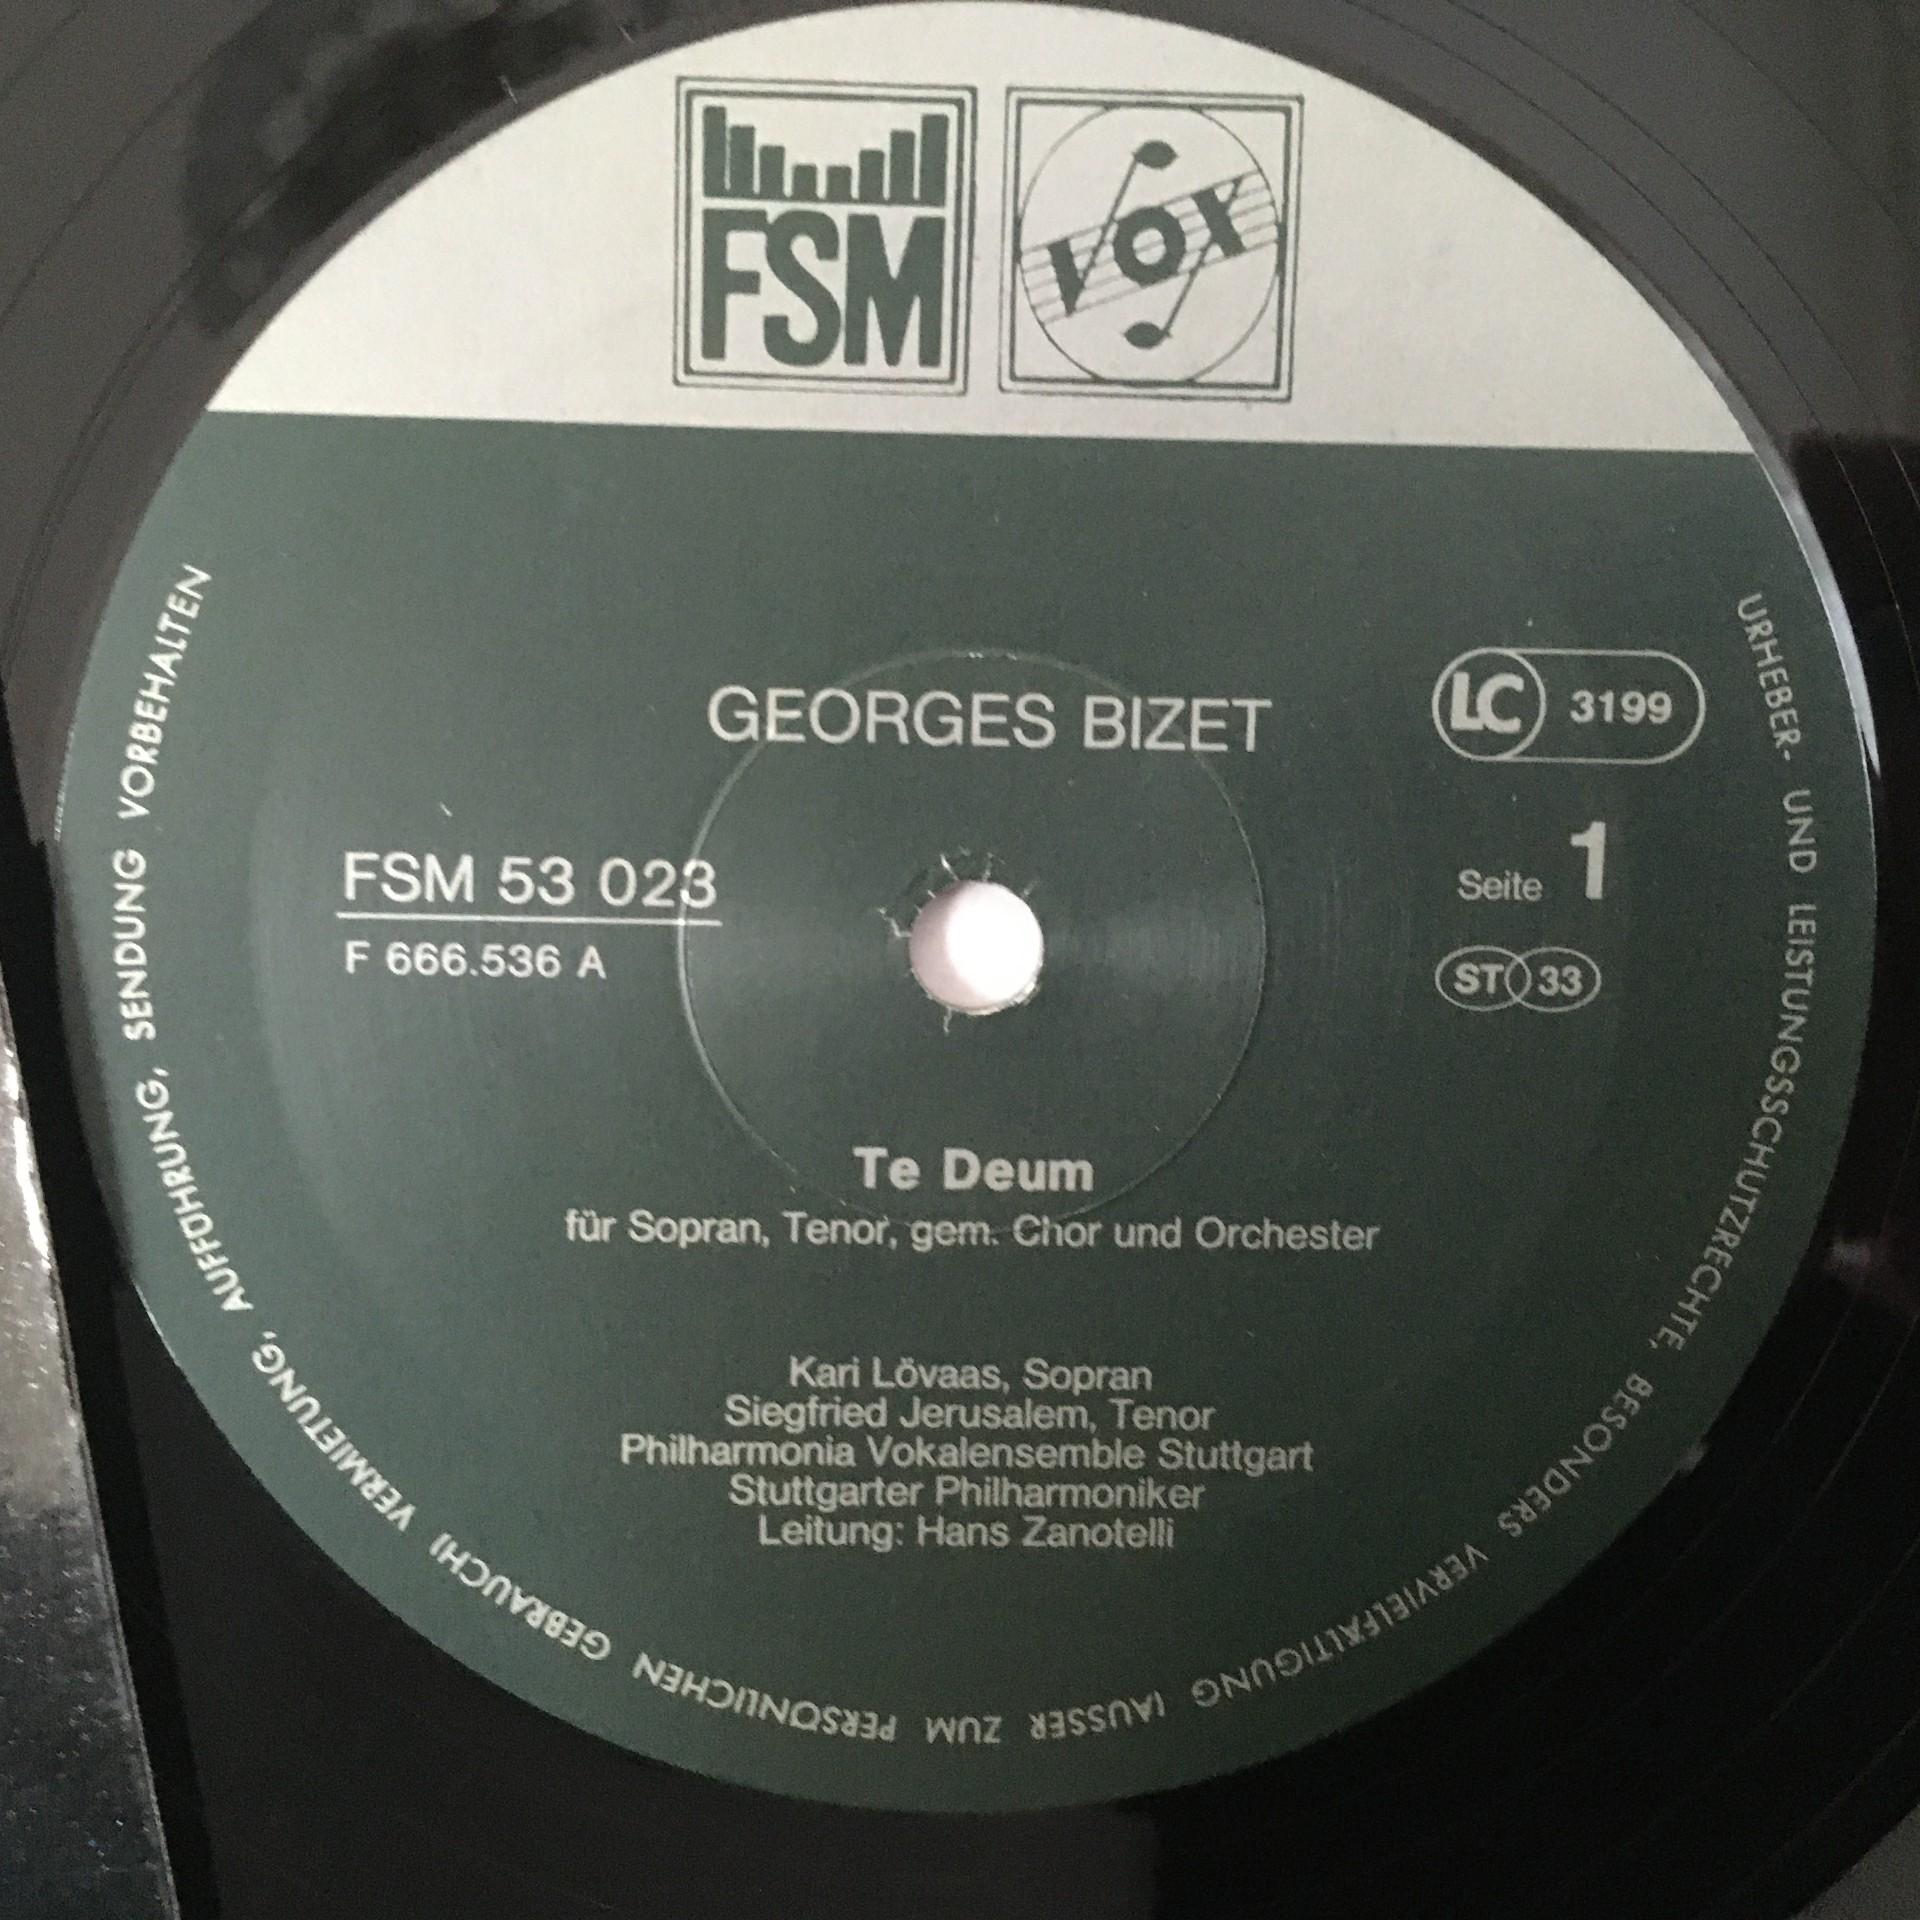 FSM
VOX
GEORGES BIZET
LC 3199
FSM 53 023
F 666.536 A
Seite 1
ST 33
Te Deum
für Sopran, Tenor, gem. Chor und Orchester
Kari Lövaas, Sopran
Siegfried Jerusalem, Tenor
Philharmonia Vokalensemble Stuttgart
Stuttgarter Philharmoniker
Leitung: Hans Zanotelli
URHEBER- UND LEISTUNGSSCHUTZRECHTE, BESONDERS VERVIELFÄLTIGUNG (AUSSER ZUM PERSÖNLICHEN GEBRAUCH) VERMIETUNG, AUFFÜHRUNG, SENDUNG VORBEHALTEN